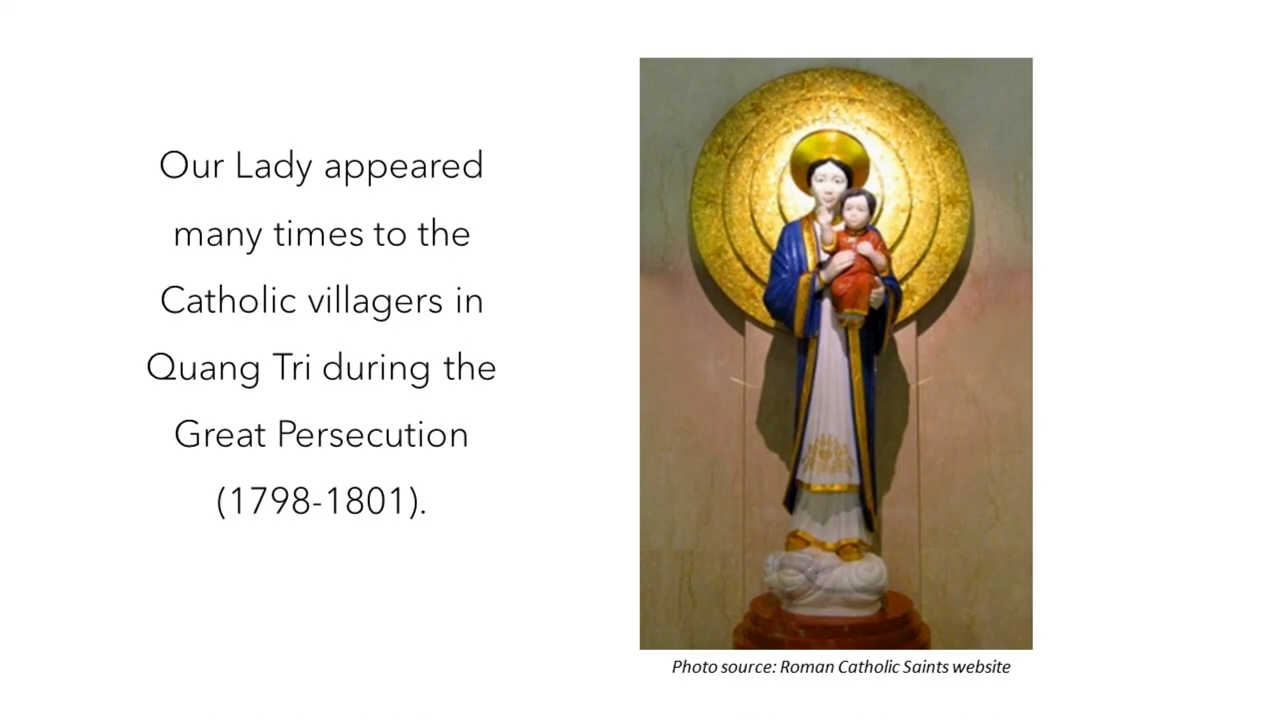 Our Lady appeared
many times to the
Catholic villagers in
Quang Tri during the
Great Persecution
(1798-1801).
Photo source: Roman Catholic Saints website